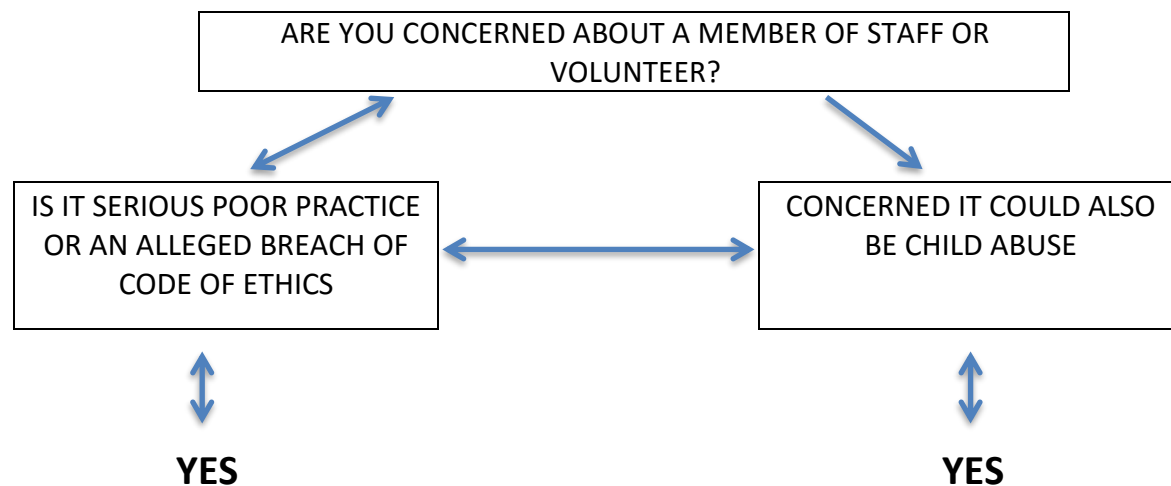 ARE YOU CONCERNED ABOUT A MEMBER OF STAFF OR
VOLUNTEER?
IS IT SERIOUS POOR PRACTICE
OR AN ALLEGED BREACH OF
CODE OF ETHICS
CONCERNED IT COULD ALSO
BE CHILD ABUSE
YES
YES